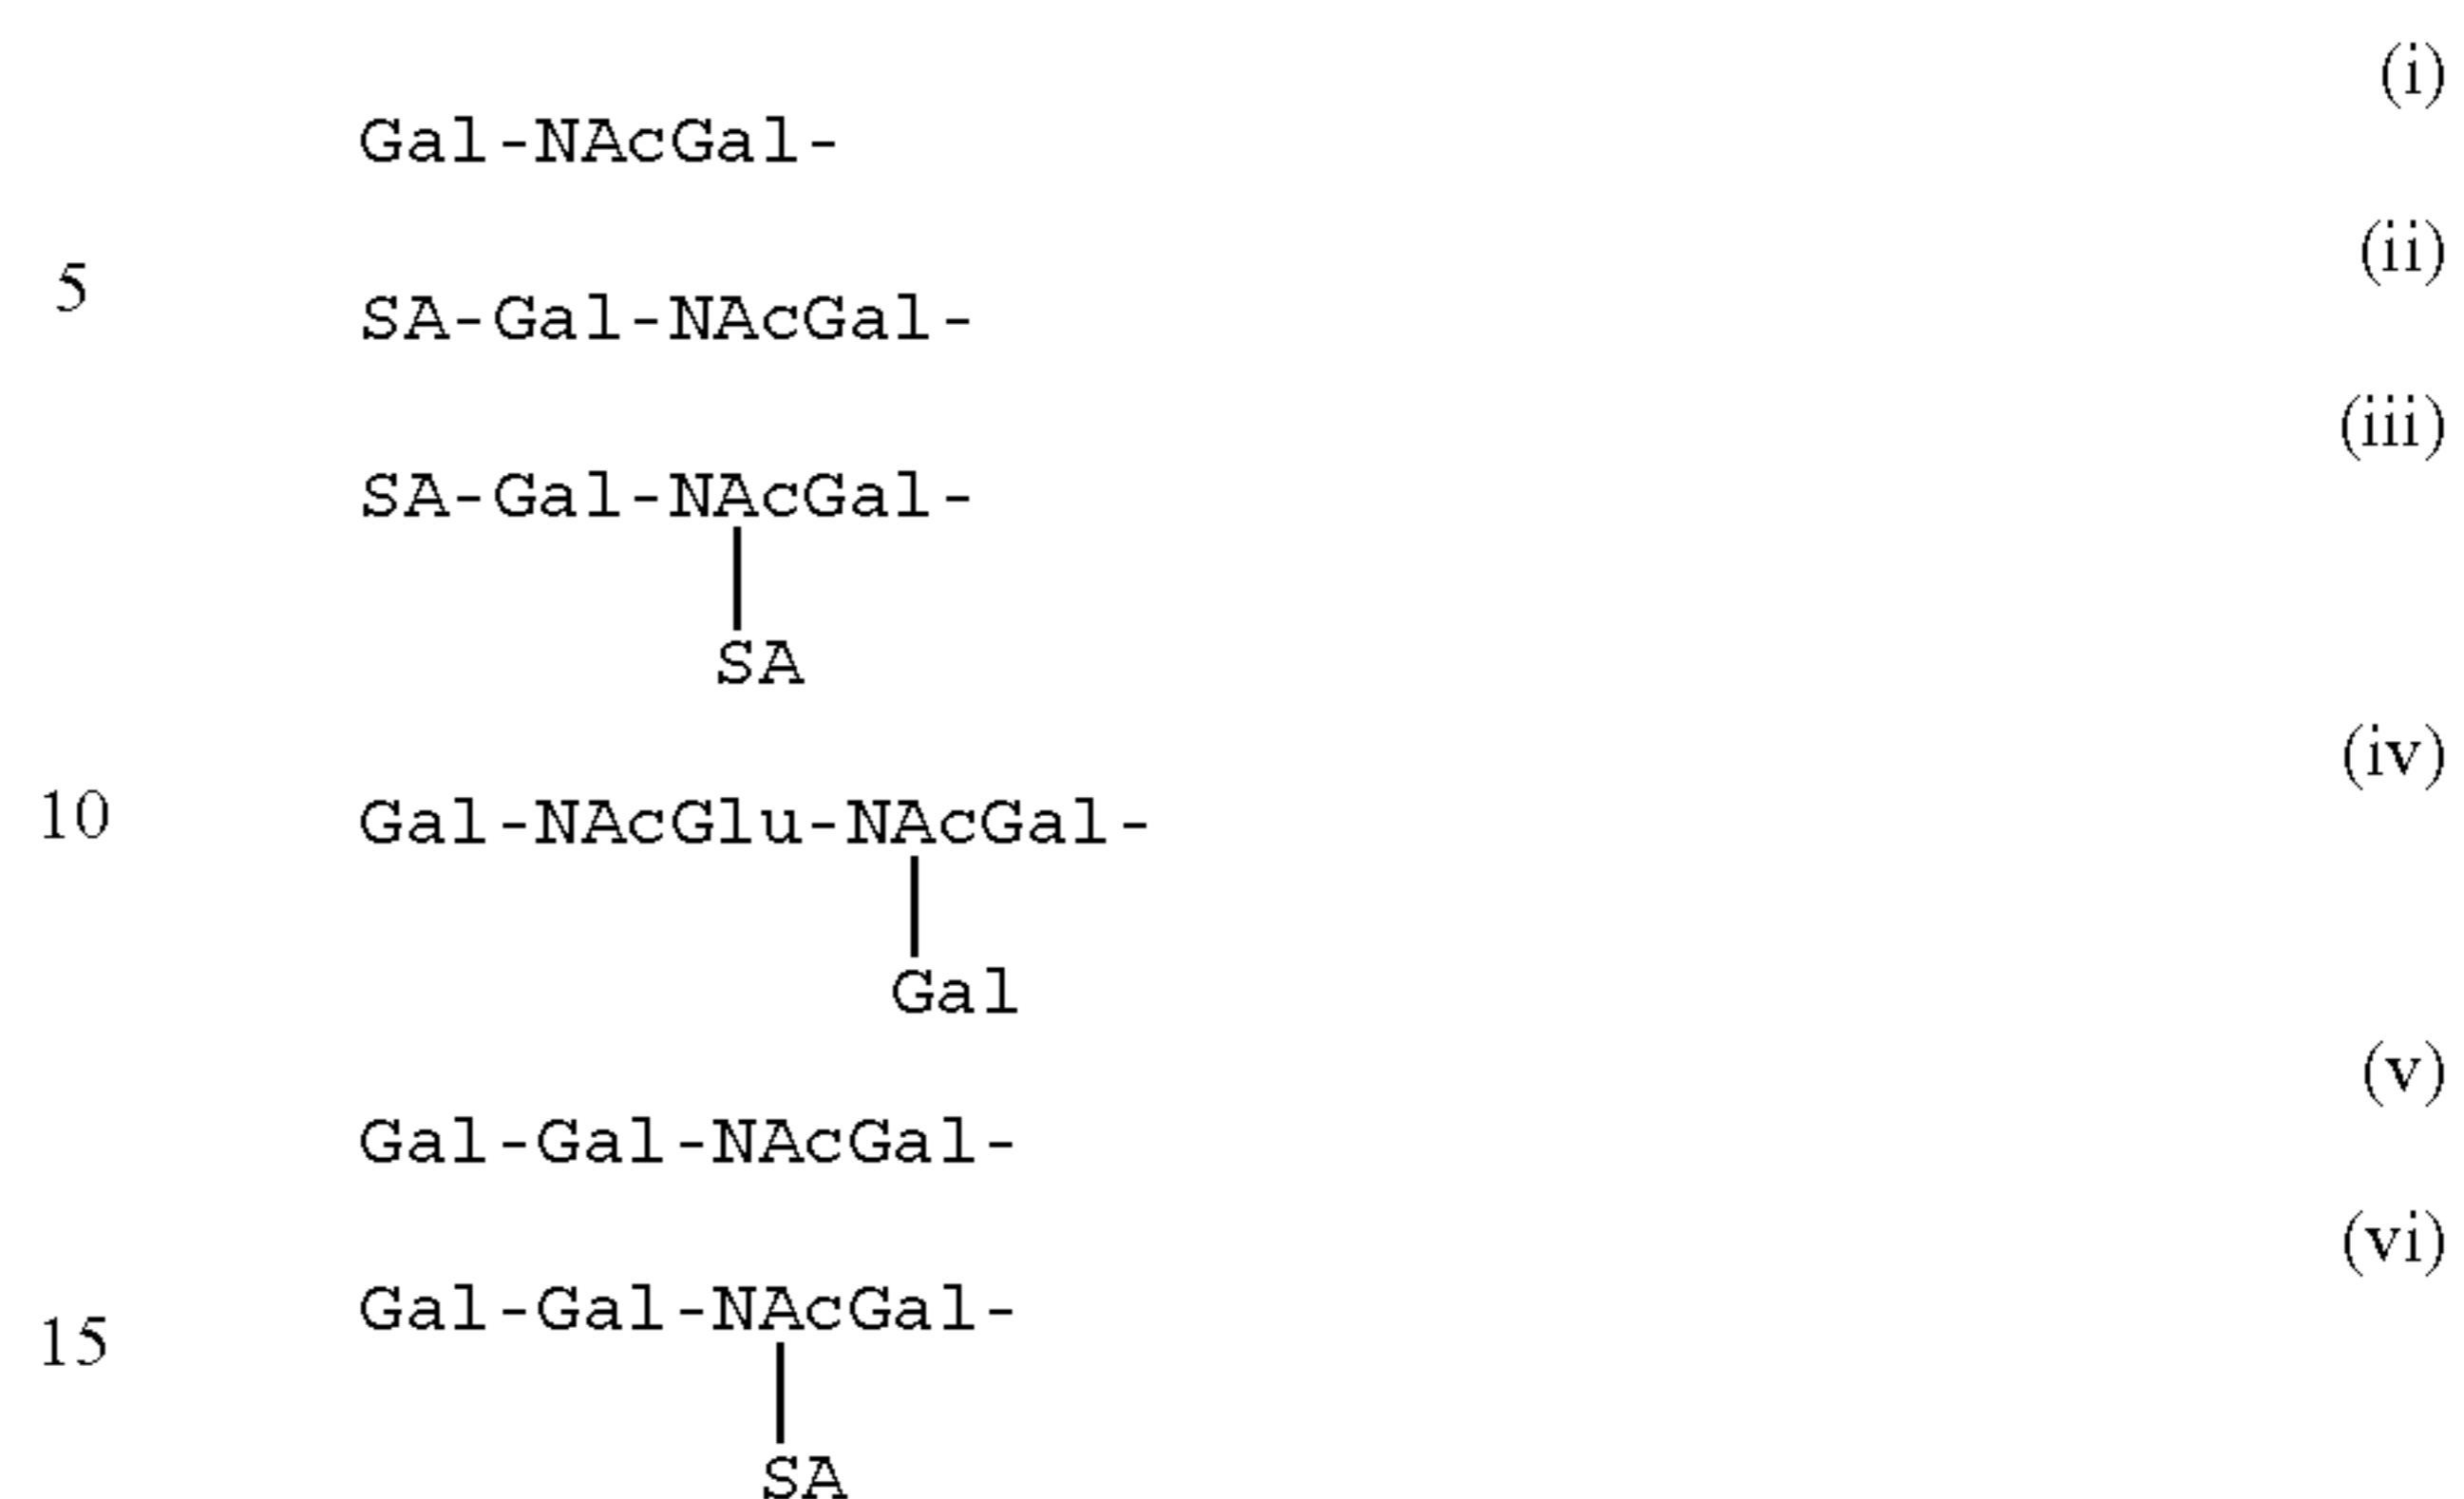 (i)
Gal-NAcGal-
(ii)
5
SA-Gal-NAcGal-
(iii)
SA-Gal-NAcGal-
SA
(iv)
10
Gal-NAcGlu-NAcGal-
Gal
(v)
Gal-Gal-NAcGal-
(vi)
Gal-Gal-NAcGal-
15
SA